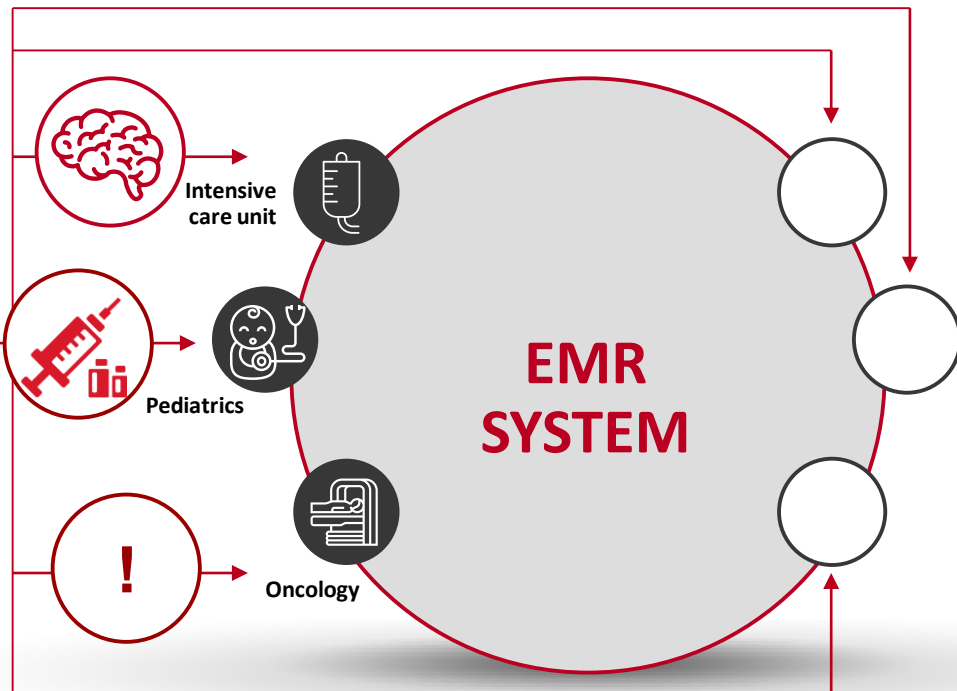 Intensive
care unit
Pediatrics
EMR
SYSTEM
!
Oncology